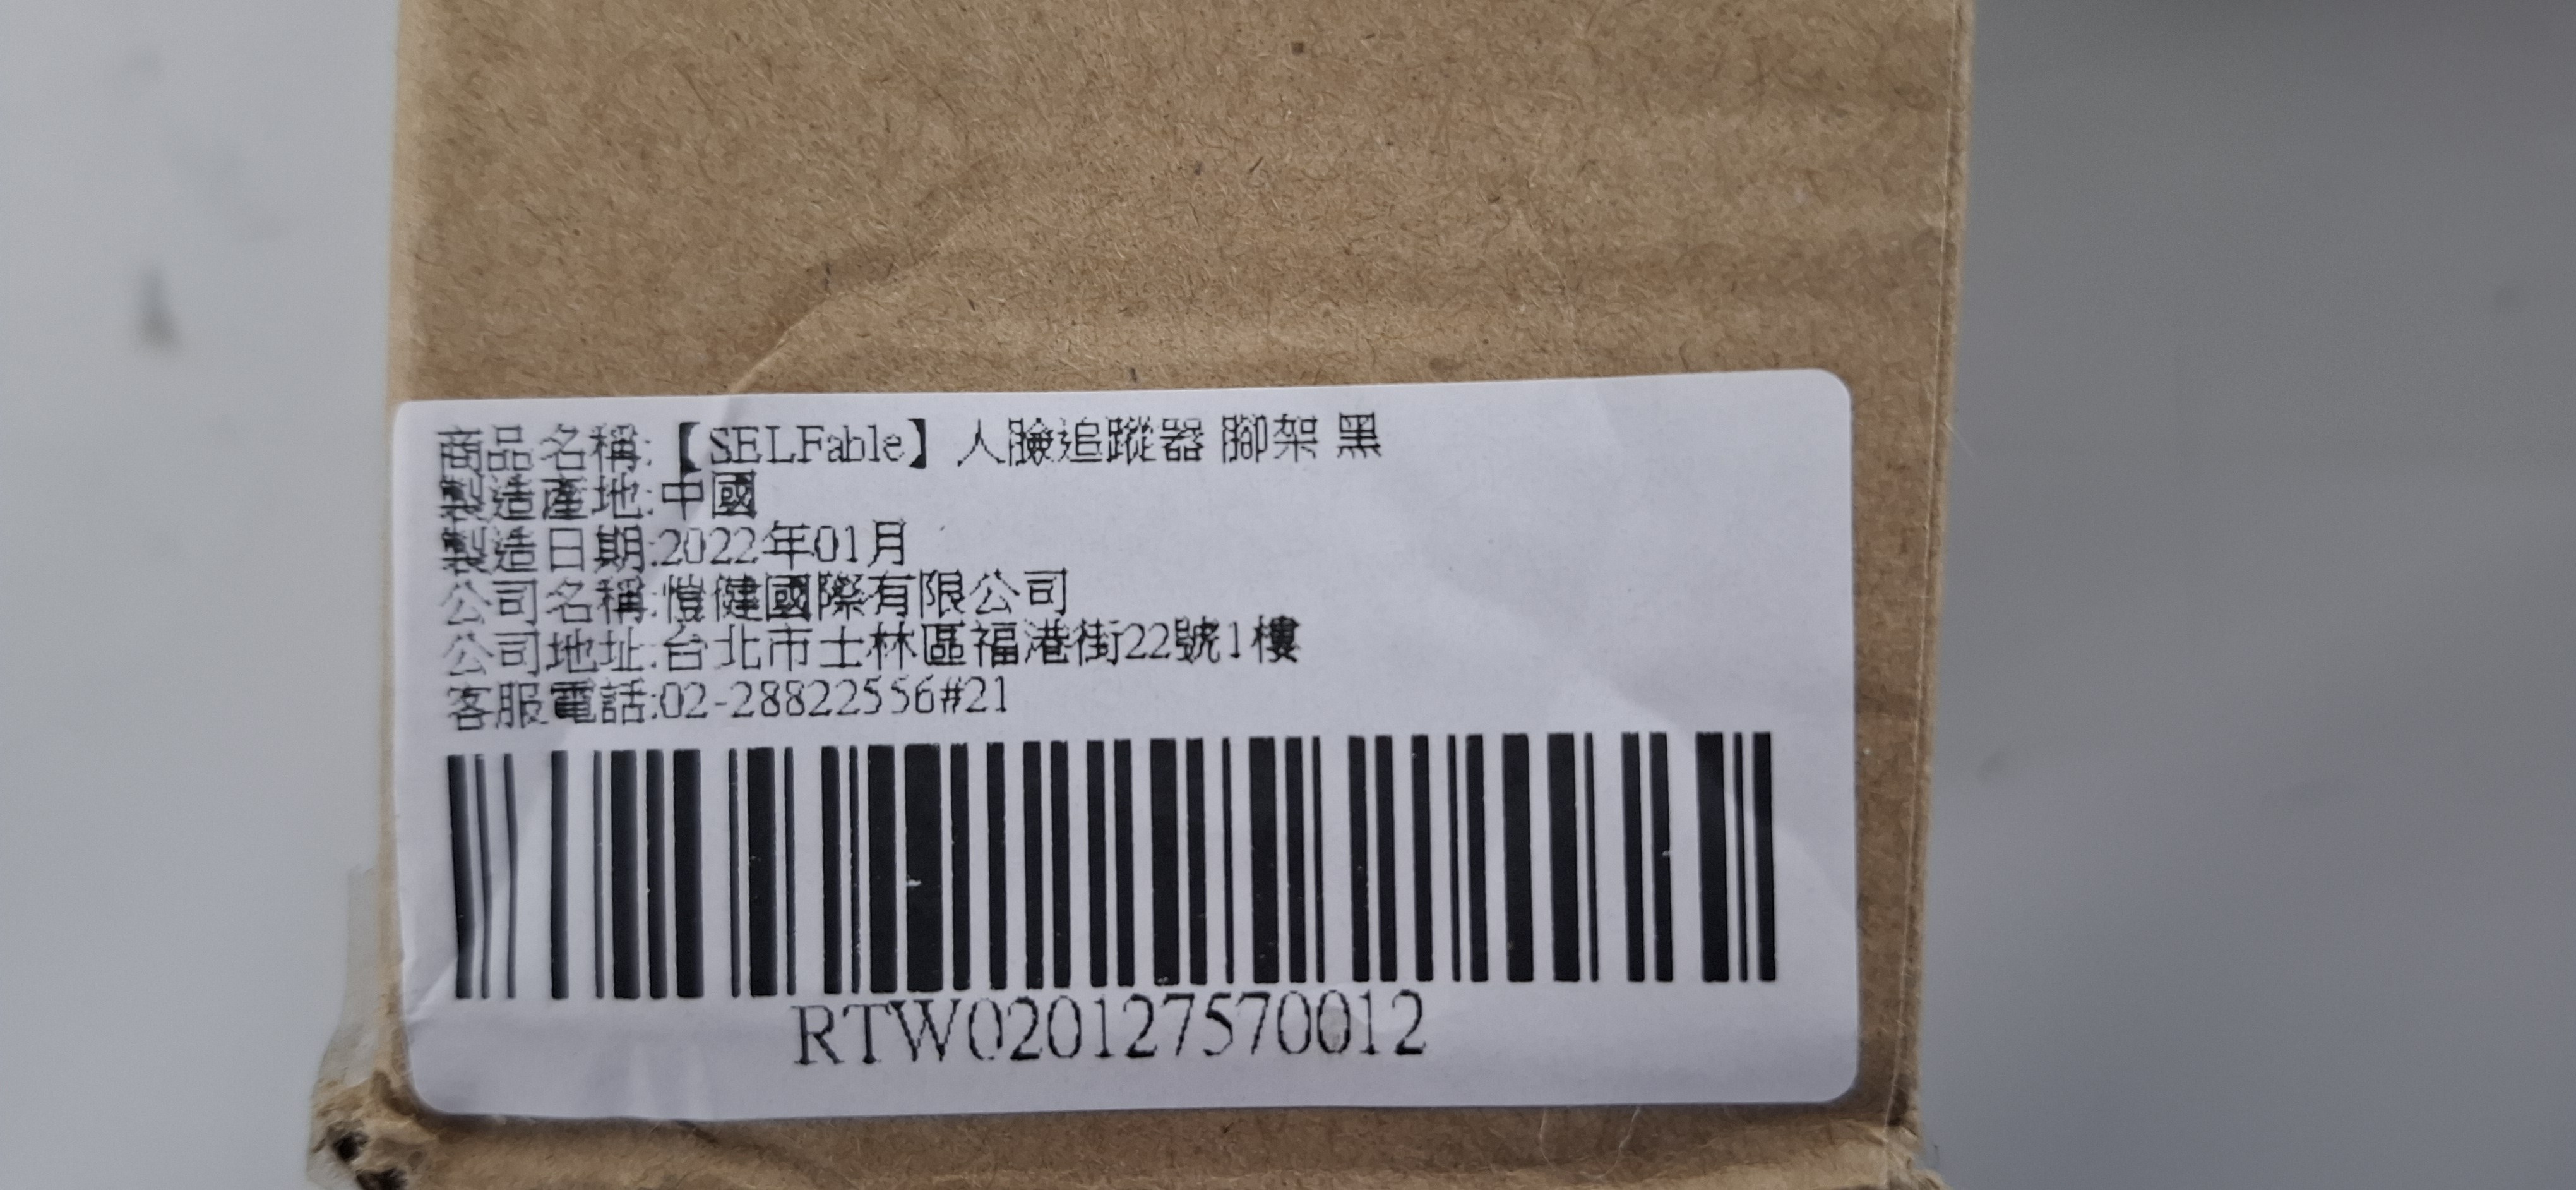 商品名稱:【SELFable】人臉追蹤器 腳架 黑
製造產地:中國
製造日期:2022年01月
公司名稱:愷健國際有限公司
公司地址:台北市士林區福港街22號1樓
客服電話:02-28822556#21
RTW020127570012